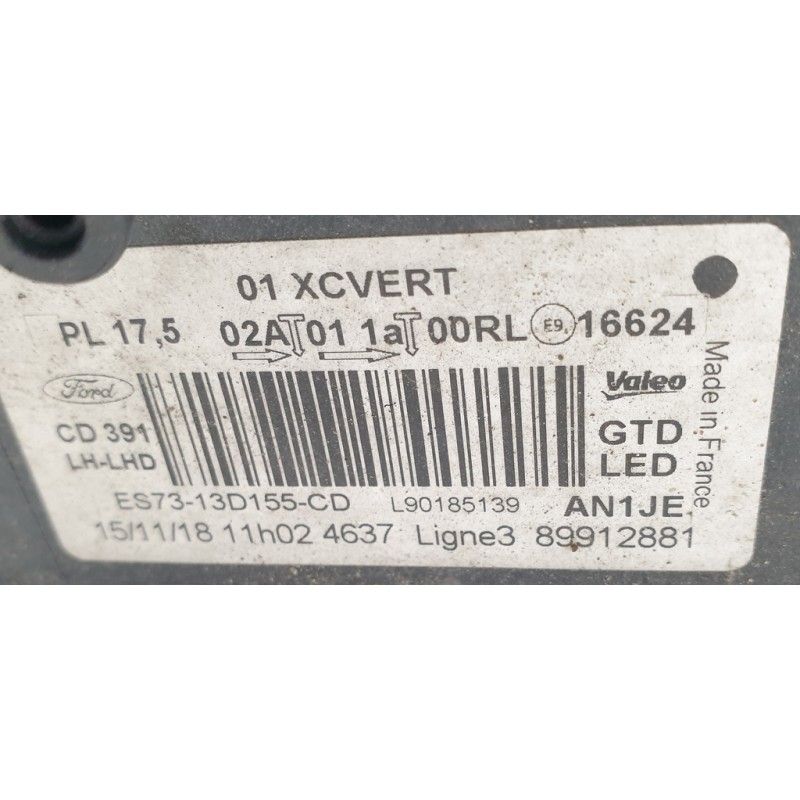 01 XCVERT
PL 17,5 02A 01 1a 00RL E9 16624
Ford Valeo
CD 391 GTD
LH-LHD LED
ES73-13D155-CD L90185139 AN1JE
15/11/18 11h02 4637 Ligne3 89912881
Made in France